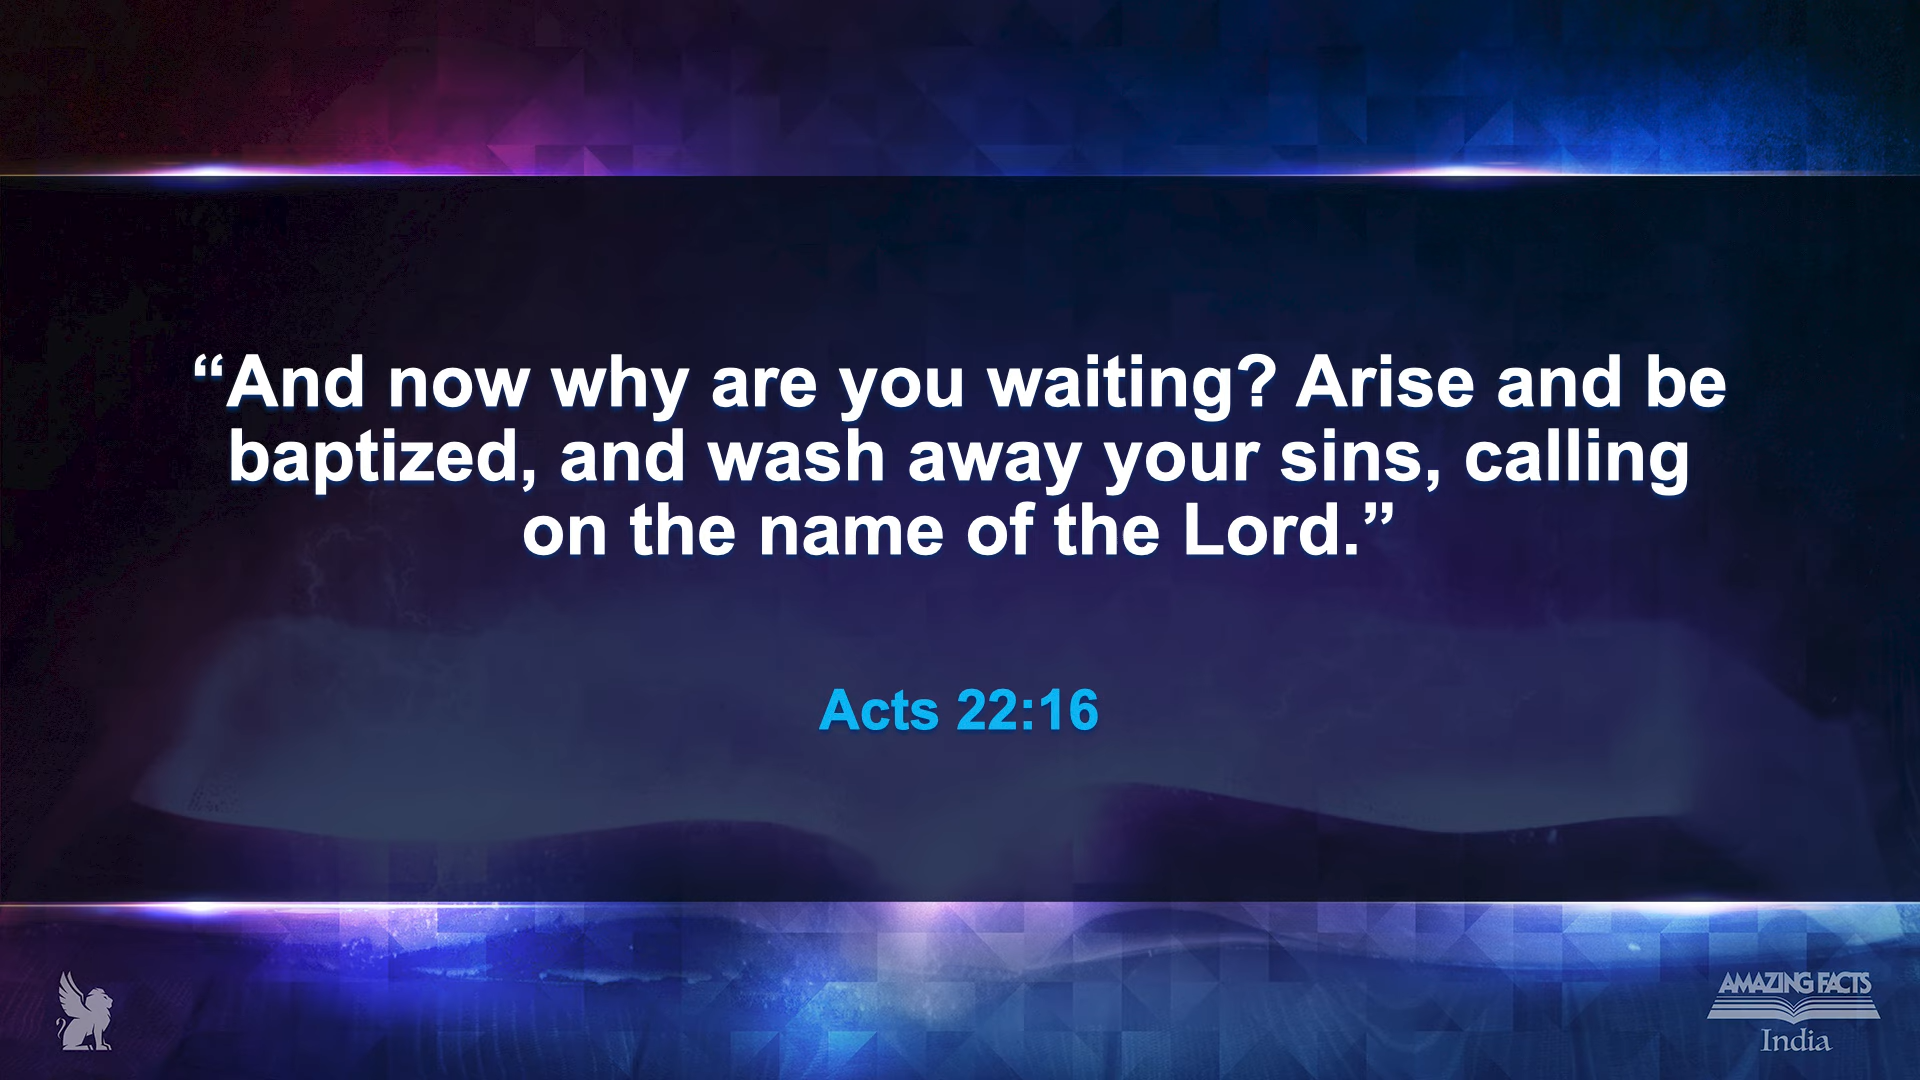 “And now why are you waiting? Arise and be
baptized, and wash away your sins, calling
on the name of the Lord.”
Acts 22:16
AMAZING FACTS
India